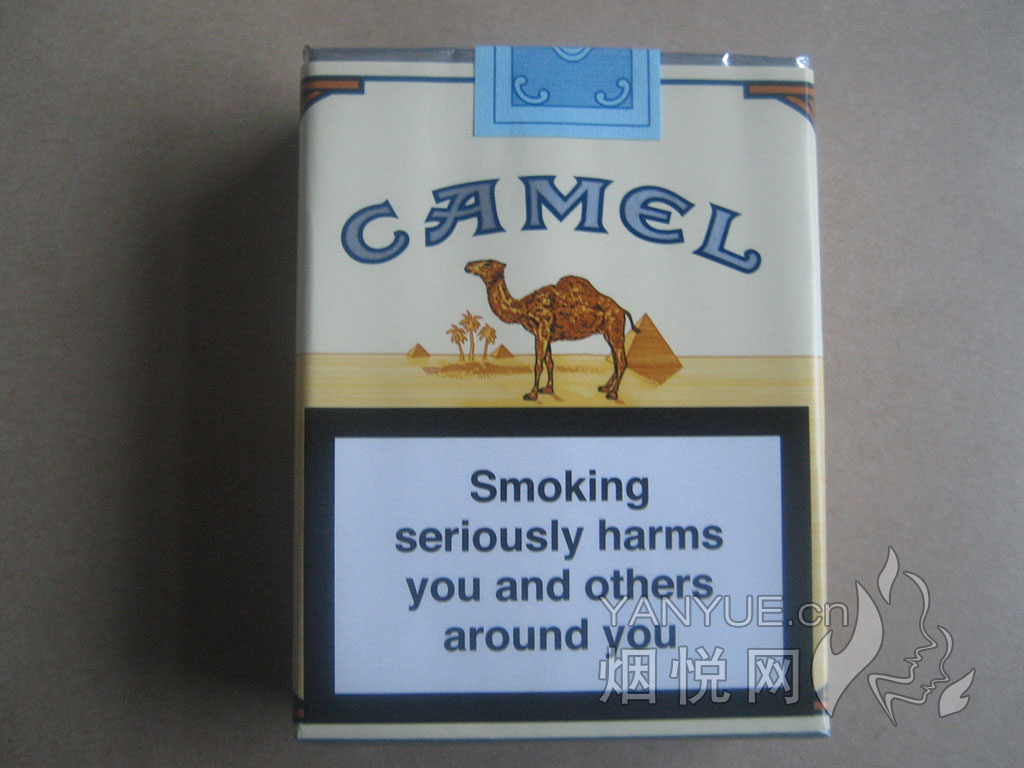 CAMEL
Smoking
seriously harms
you and others
around you
YANYUE.cn
烟悦网